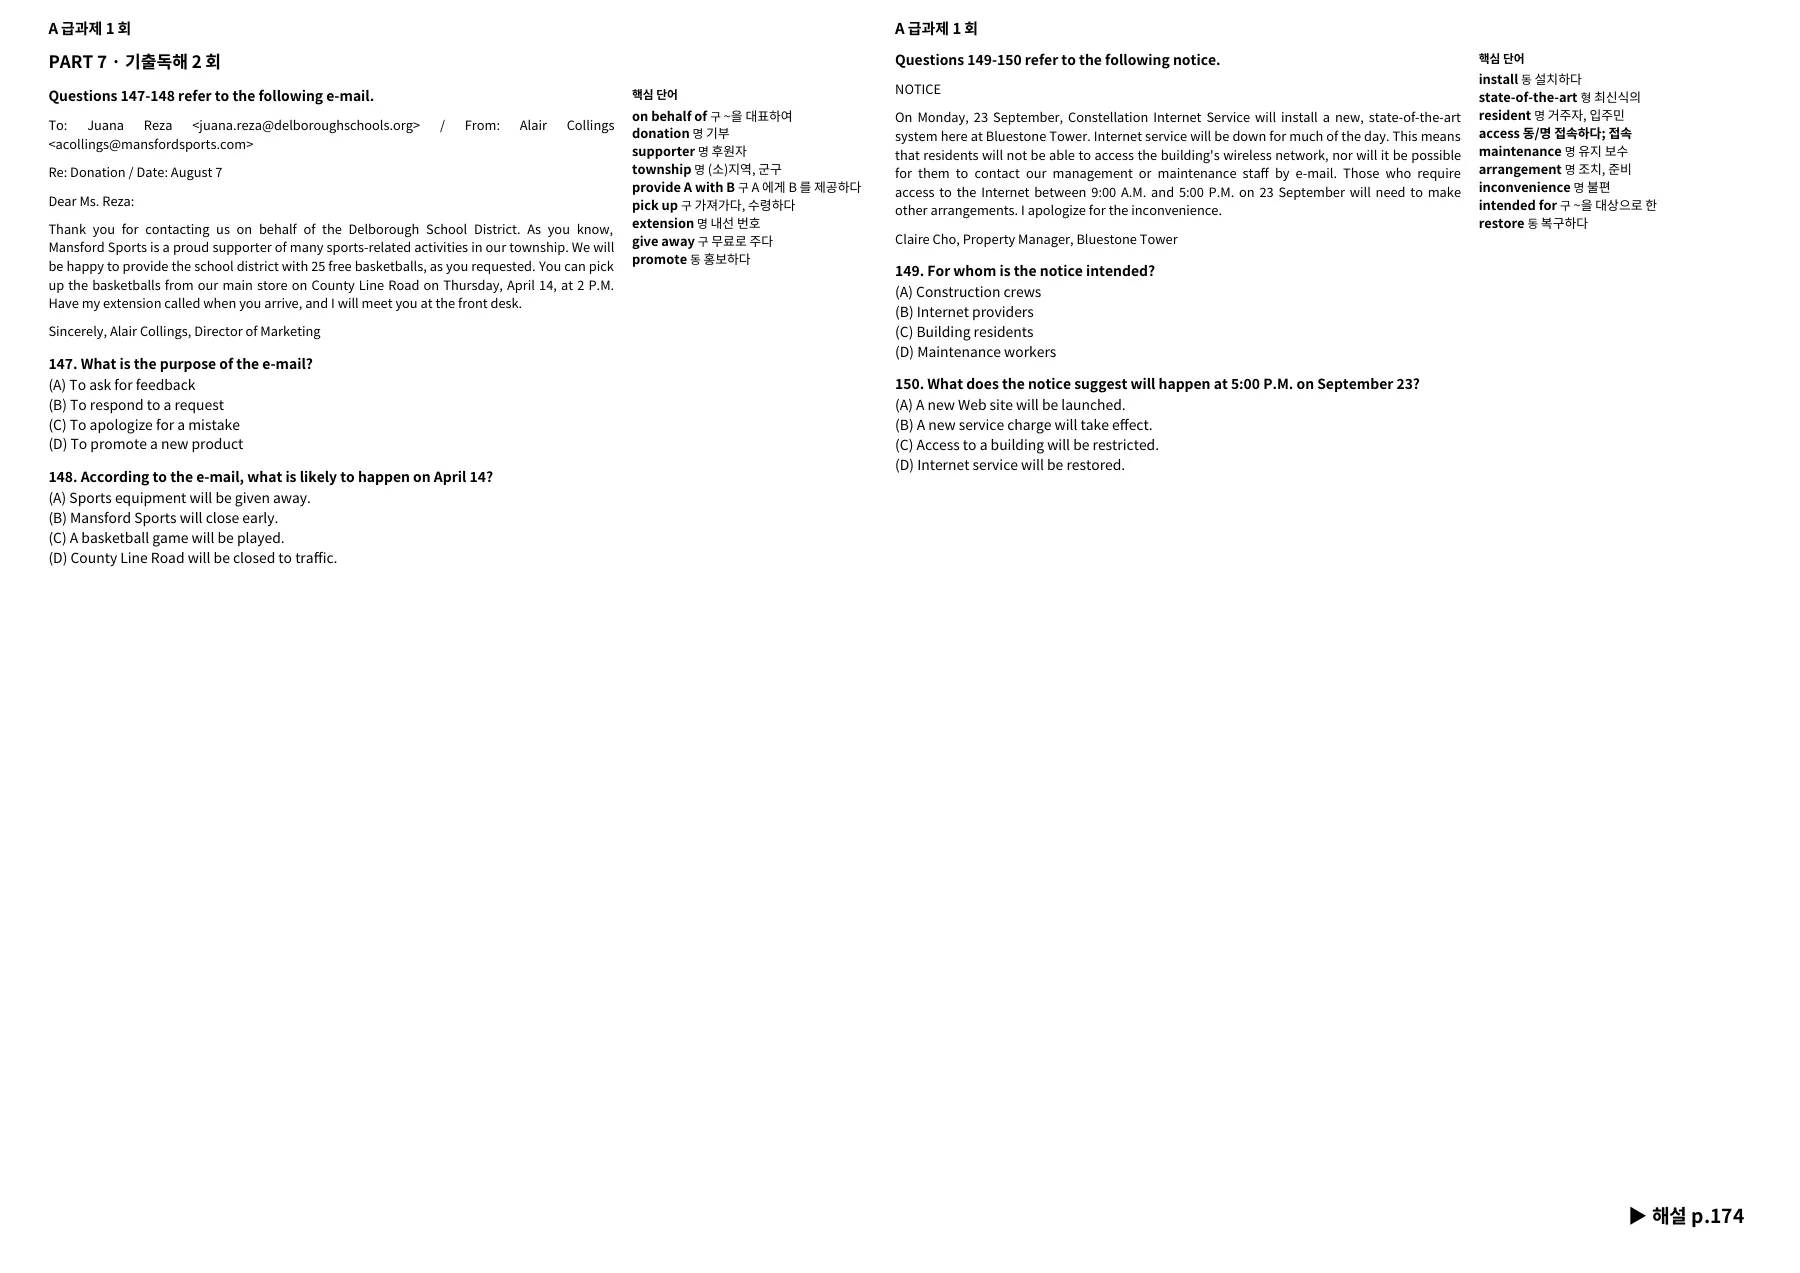 A 급과제 1 회
PART 7 · 기출독해 2 회
Questions 147-148 refer to the following e-mail.
To: Juana Reza <juana.reza@delboroughschools.org> / From: Alair Collings
<acollings@mansfordsports.com>
Re: Donation / Date: August 7
Dear Ms. Reza:
Thank you for contacting us on behalf of the Delborough School District. As you know,
Mansford Sports is a proud supporter of many sports-related activities in our township. We will
be happy to provide the school district with 25 free basketballs, as you requested. You can pick
up the basketballs from our main store on County Line Road on Thursday, April 14, at 2 P.M.
Have my extension called when you arrive, and I will meet you at the front desk.
Sincerely, Alair Collings, Director of Marketing
147. What is the purpose of the e-mail?
(A) To ask for feedback
(B) To respond to a request
(C) To apologize for a mistake
(D) To promote a new product
148. According to the e-mail, what is likely to happen on April 14?
(A) Sports equipment will be given away.
(B) Mansford Sports will close early.
(C) A basketball game will be played.
(D) County Line Road will be closed to traffic.
핵심 단어
on behalf of 구 ~을 대표하여
donation 명 기부
supporter 명 후원자
township 명 (소)지역, 군구
provide A with B 구 A 에게 B 를 제공하다
pick up 구 가져가다, 수령하다
extension 명 내선 번호
give away 구 무료로 주다
promote 동 홍보하다
A 급과제 1 회
Questions 149-150 refer to the following notice.
NOTICE
On Monday, 23 September, Constellation Internet Service will install a new, state-of-the-art
system here at Bluestone Tower. Internet service will be down for much of the day. This means
that residents will not be able to access the building's wireless network, nor will it be possible
for them to contact our management or maintenance staff by e-mail. Those who require
access to the Internet between 9:00 A.M. and 5:00 P.M. on 23 September will need to make
other arrangements. I apologize for the inconvenience.
Claire Cho, Property Manager, Bluestone Tower
149. For whom is the notice intended?
(A) Construction crews
(B) Internet providers
(C) Building residents
(D) Maintenance workers
150. What does the notice suggest will happen at 5:00 P.M. on September 23?
(A) A new Web site will be launched.
(B) A new service charge will take effect.
(C) Access to a building will be restricted.
(D) Internet service will be restored.
핵심 단어
install 동 설치하다
state-of-the-art 형 최신식의
resident 명 거주자, 입주민
access 동/명 접속하다; 접속
maintenance 명 유지 보수
arrangement 명 조치, 준비
inconvenience 명 불편
intended for 구 ~을 대상으로 한
restore 동 복구하다
▶ 해설 p.174